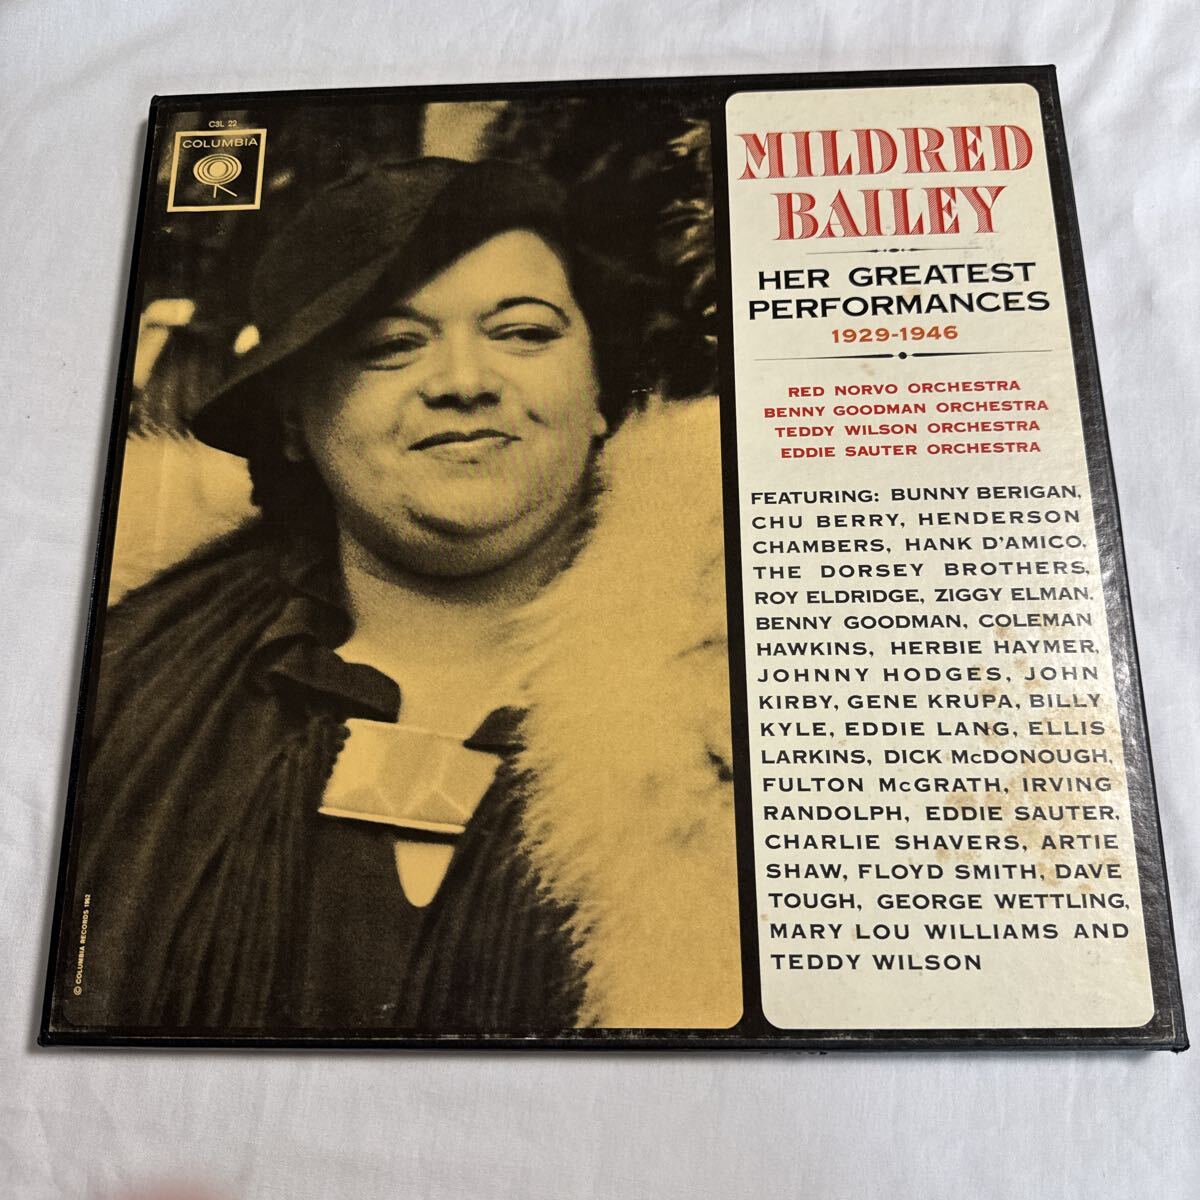 C3L 22
COLUMBIA
MILDRED
BAILEY
HER GREATEST
PERFORMANCES
1929-1946
RED NORVO ORCHESTRA
BENNY GOODMAN ORCHESTRA
TEDDY WILSON ORCHESTRA
EDDIE SAUTER ORCHESTRA
FEATURING: BUNNY BERIGAN,
CHU BERRY, HENDERSON
CHAMBERS, HANK D'AMICO,
THE DORSEY BROTHERS,
ROY ELDRIDGE, ZIGGY ELMAN,
BENNY GOODMAN, COLEMAN
HAWKINS, HERBIE HAYMER,
JOHNNY HODGES, JOHN
KIRBY, GENE KRUPA, BILLY
KYLE, EDDIE LANG, ELLIS
LARKINS, DICK McDONOUGH,
FULTON McGRATH, IRVING
RANDOLPH, EDDIE SAUTER,
CHARLIE SHAVERS, ARTIE
SHAW, FLOYD SMITH, DAVE
TOUGH, GEORGE WETTLING,
MARY LOU WILLIAMS AND
TEDDY WILSON
© COLUMBIA RECORDS 1962